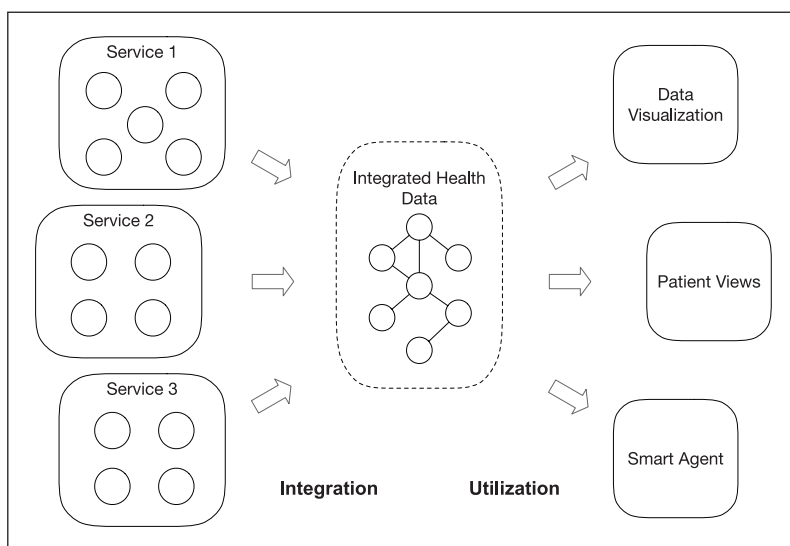 Service 1
Service 2
Service 3
Integrated Health
Data
Data
Visualization
Patient Views
Smart Agent
Integration
Utilization